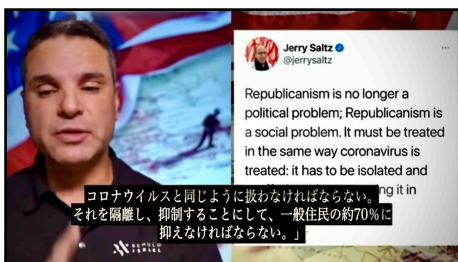 Jerry Saltz
@jerrysaltz
Republicanism is no longer a
political problem; Republicanism is
a social problem. It must be treated
in the same way coronavirus is
treated: it has to be isolated and
it in
コロナウイルスと同じように扱わなければならない。
それを隔離し、抑制することにして、一般住民の約70%に
抑えなければならない。」
BEHOLD
ISRAEL